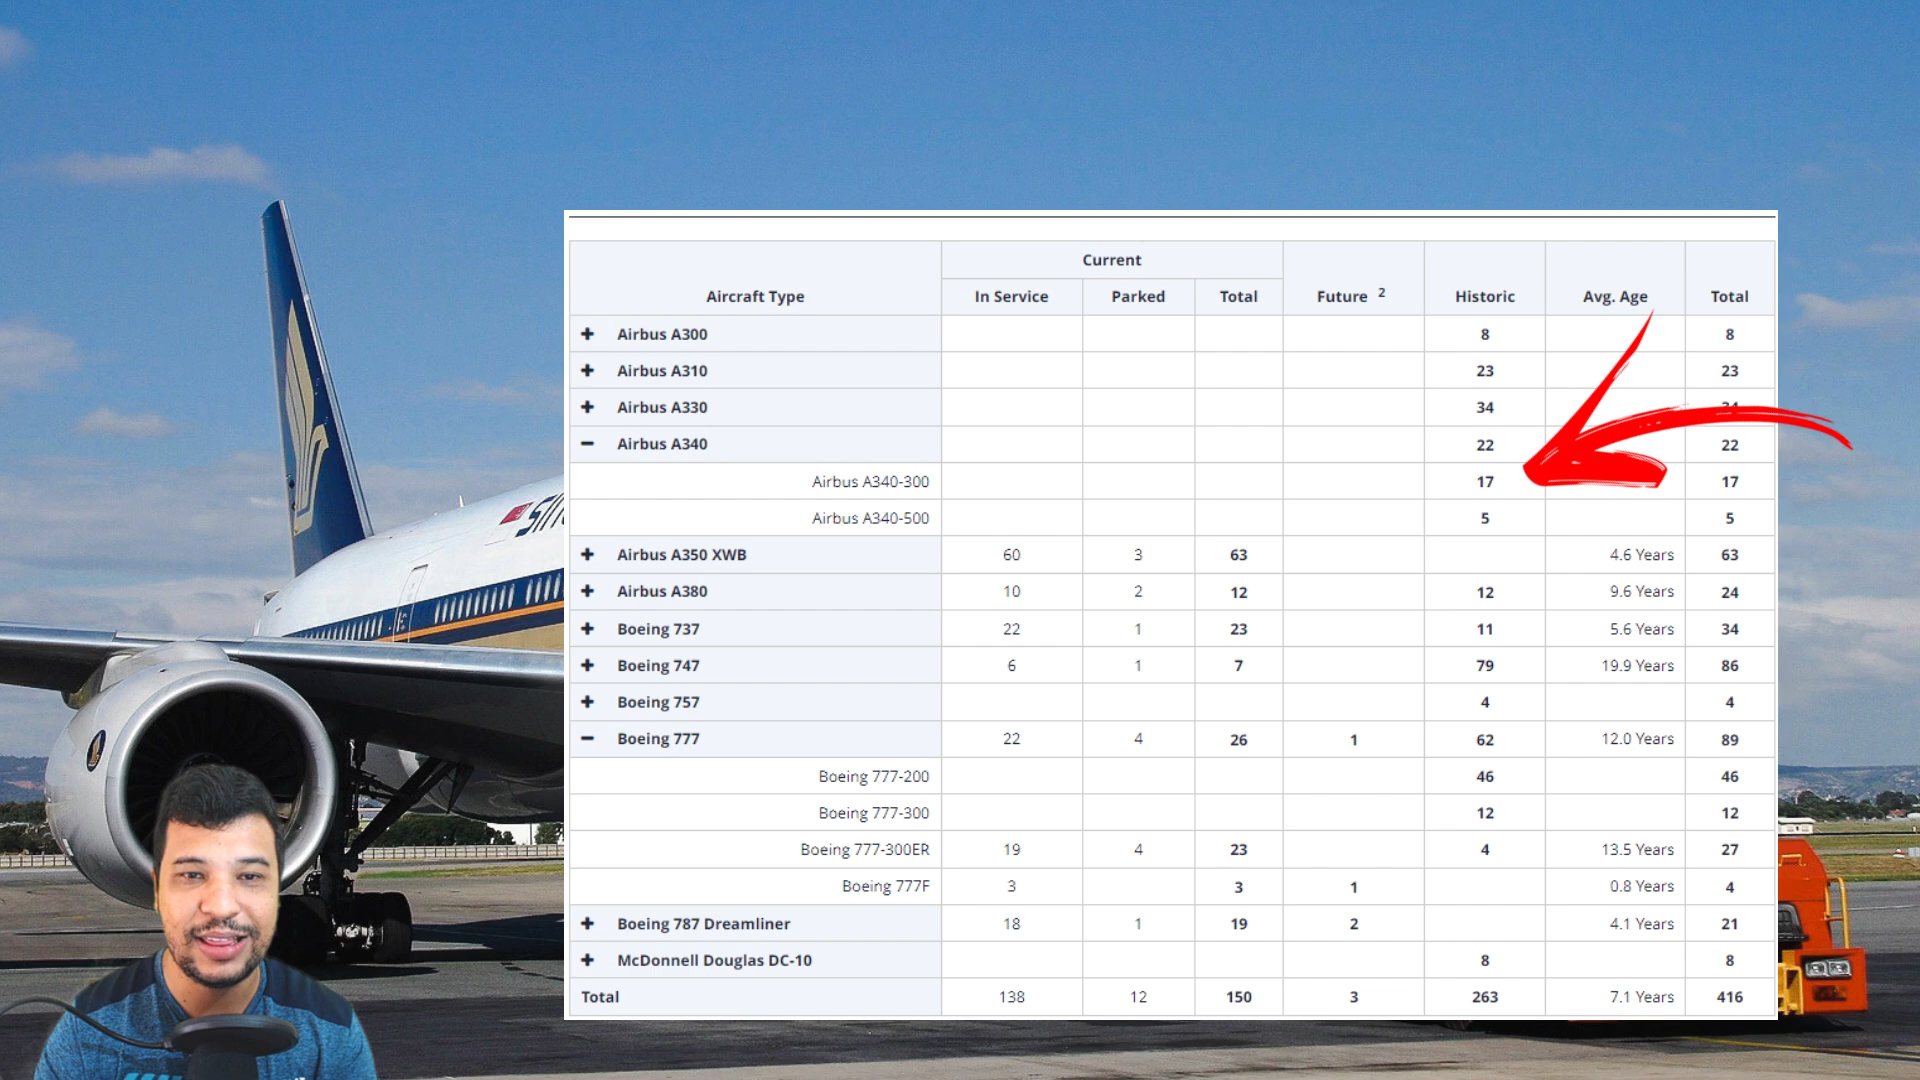 Current
Aircraft Type In Service Parked Total Future 2 Historic Avg. Age Total
Airbus A300 8 8
Airbus A310 23 23
Airbus A330 34 34
Airbus A340 22 22
Airbus A340-300 17 17
Airbus A340-500 5 5
Airbus A350 XWB 60 3 63 4.6 Years 63
Airbus A380 10 2 12 12 9.6 Years 24
Boeing 737 22 1 23 11 5.6 Years 34
Boeing 747 6 1 7 79 19.9 Years 86
Boeing 757 4 4
Boeing 777 22 4 26 1 62 12.0 Years 89
Boeing 777-200 46 46
Boeing 777-300 12 12
Boeing 777-300ER 19 4 23 4 13.5 Years 27
Boeing 777F 3 3 1 0.8 Years 4
Boeing 787 Dreamliner 18 1 19 2 4.1 Years 21
McDonnell Douglas DC-10 8 8
Total 138 12 150 3 263 7.1 Years 416